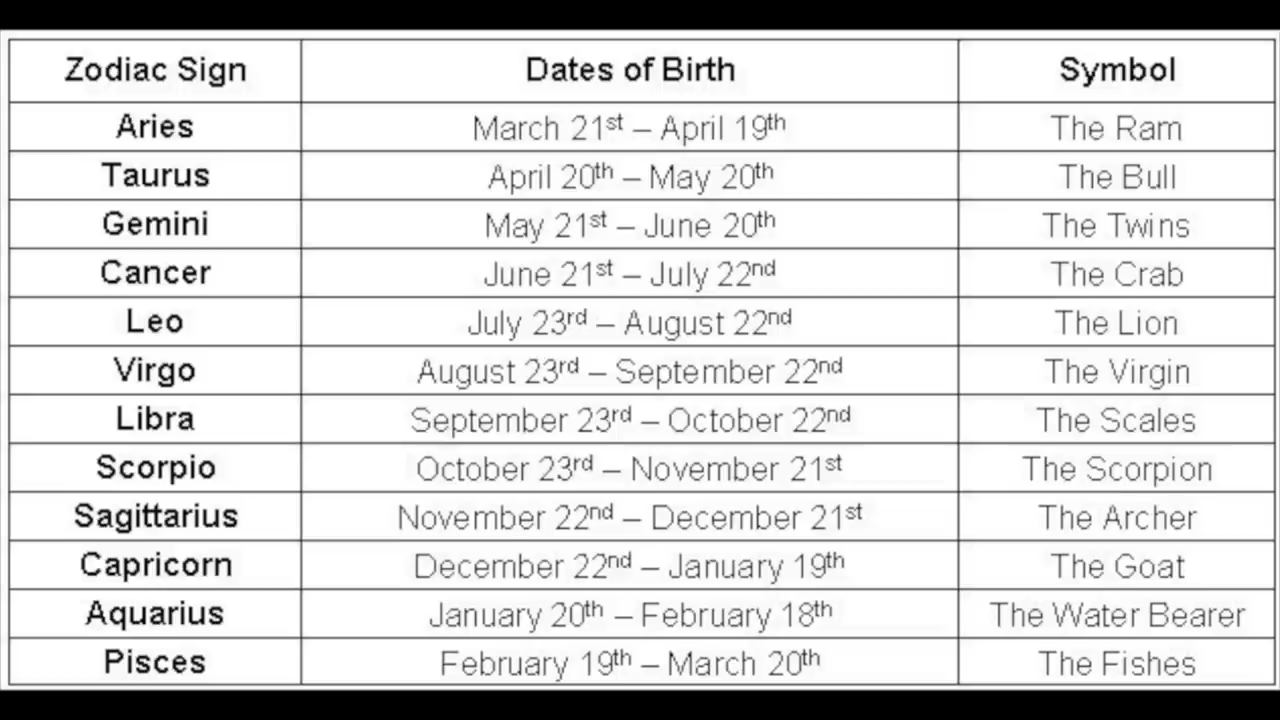 Zodiac Sign Dates of Birth Symbol
Aries March 21st – April 19th The Ram
Taurus April 20th – May 20th The Bull
Gemini May 21st – June 20th The Twins
Cancer June 21st – July 22nd The Crab
Leo July 23rd – August 22nd The Lion
Virgo August 23rd – September 22nd The Virgin
Libra September 23rd – October 22nd The Scales
Scorpio October 23rd – November 21st The Scorpion
Sagittarius November 22nd – December 21st The Archer
Capricorn December 22nd – January 19th The Goat
Aquarius January 20th – February 18th The Water Bearer
Pisces February 19th – March 20th The Fishes